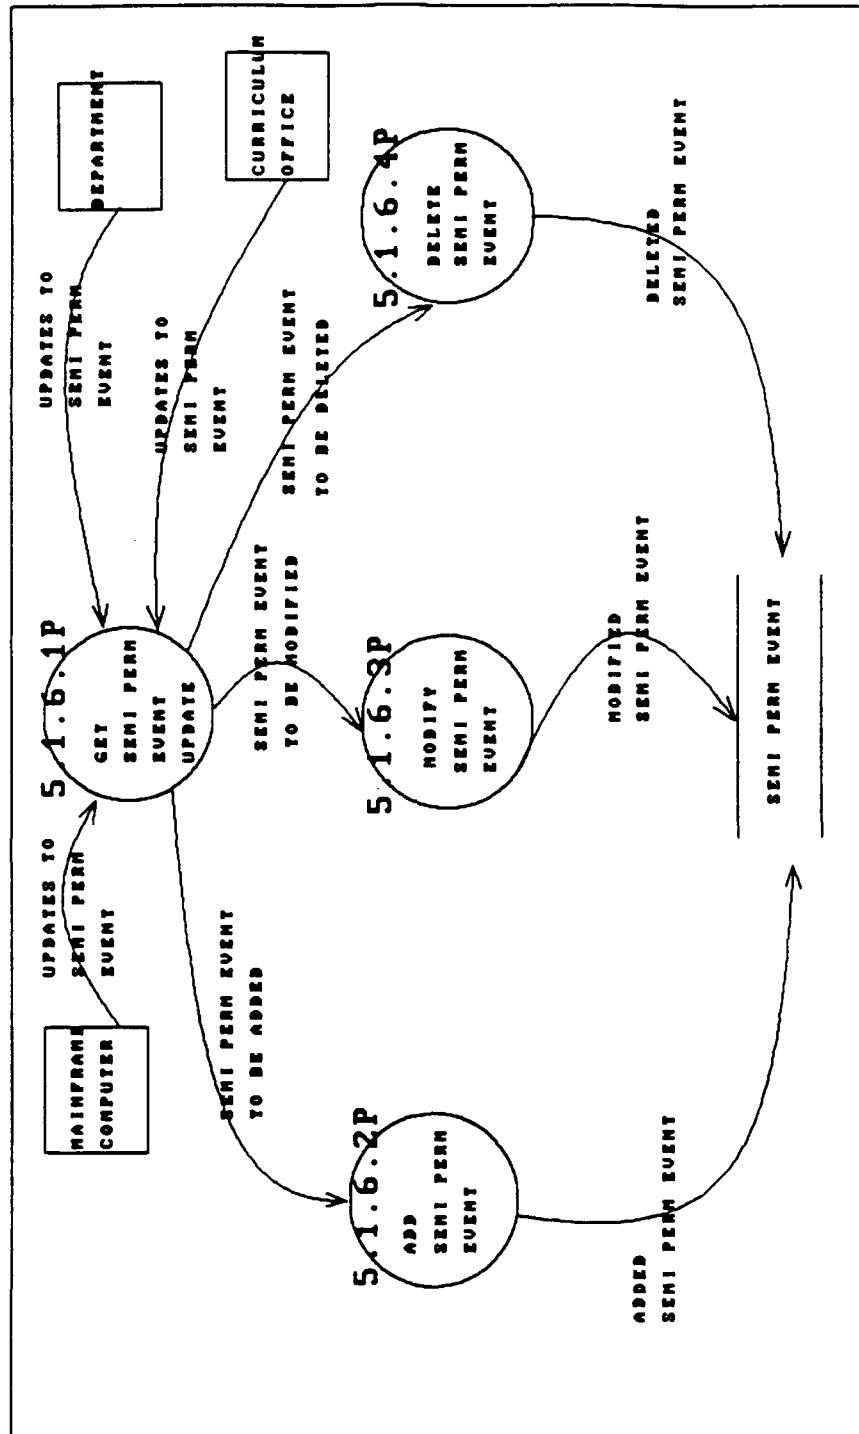 MAINFRAME
COMPUTER
UPDATES TO
SEMI PERM
EVENT
5.1.6.1P
GET
SEMI PERM
EVENT
UPDATE
UPDATES TO
SEMI PERM
EVENT
DEPARTMENT
UPDATES TO
SEMI PERM
EVENT
CURRICULUM
OFFICE
SEMI PERM EVENT
TO BE ADDED
SEMI PERM EVENT
TO BE MODIFIED
SEMI PERM EVENT
TO BE DELETED
5.1.6.2P
ADD
SEMI PERM
EVENT
5.1.6.3P
MODIFY
SEMI PERM
EVENT
5.1.6.4P
DELETE
SEMI PERM
EVENT
ADDED
SEMI PERM EVENT
MODIFIED
SEMI PERM EVENT
DELETED
SEMI PERM EVENT
SEMI PERM EVENT